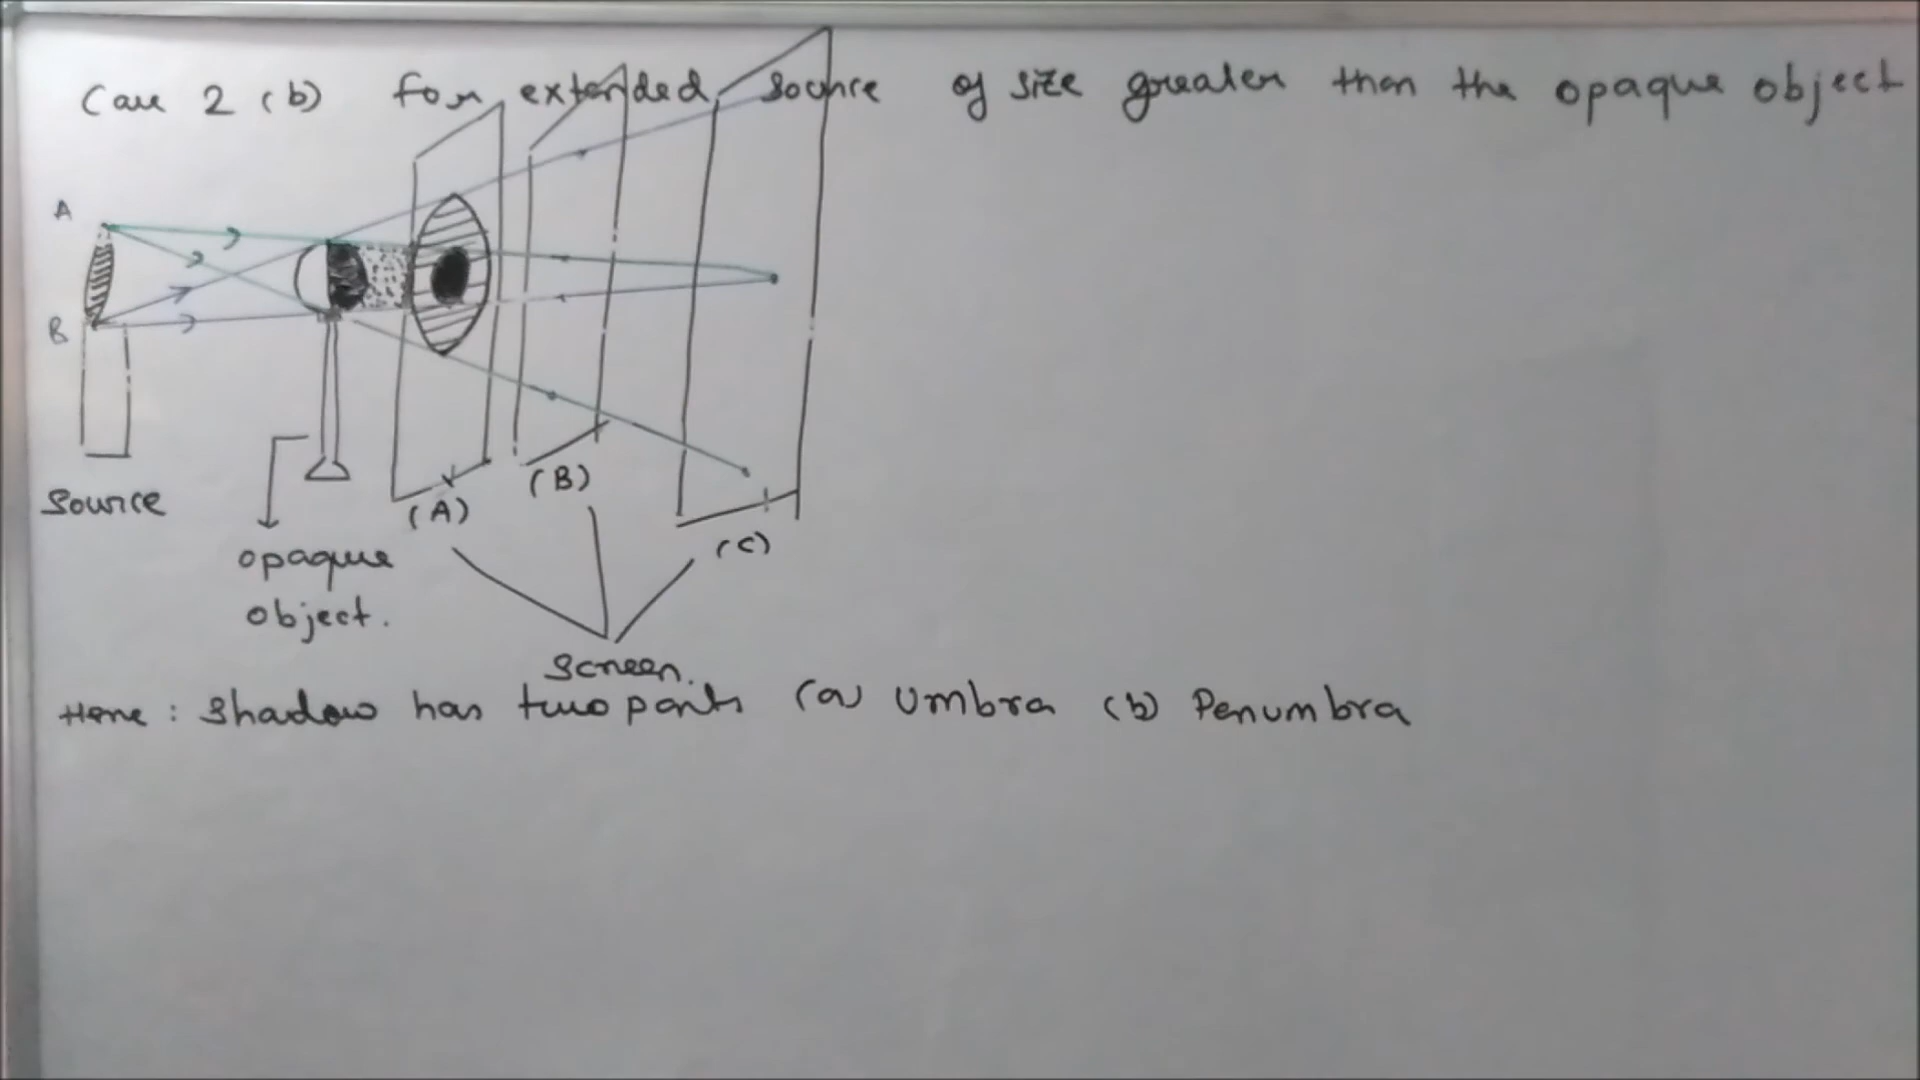 Case 2 (b) for extended source of size greater than the opaque object
A
B
Source
opaque
object.
(A)
(B)
(C)
Screen.
Here : Shadow has two parts (a) Umbra (b) Penumbra